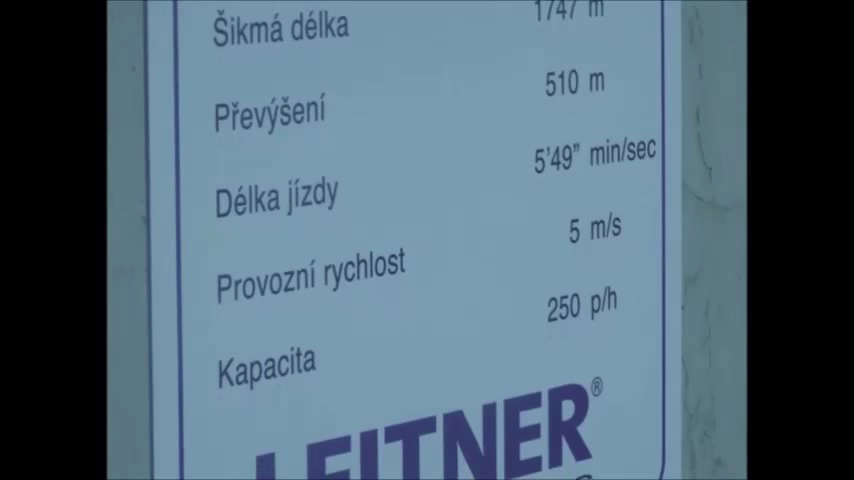 Šikmá délka 1747 m
Převýšení 510 m
Délka jízdy 5'49" min/sec
Provozní rychlost 5 m/s
Kapacita 250 p/h
LEITNER®